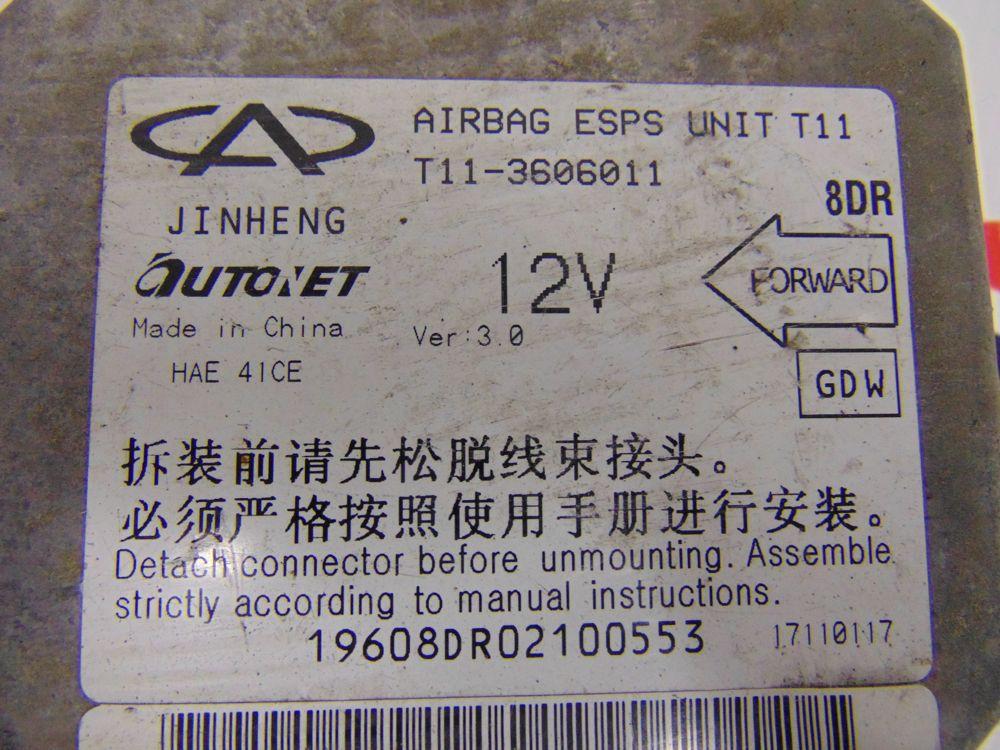 AIRBAG ESPS UNIT T11
T11-3606011
8DR
JINHENG
AUTONET
12V
FORWARD
Made in China
Ver:3.0
HAE 41CE
GDW
拆装前请先松脱线束接头。
必须严格按照使用手册进行安装。
Detach connector before unmounting. Assemble
strictly according to manual instructions.
19608DR02100553
17110117